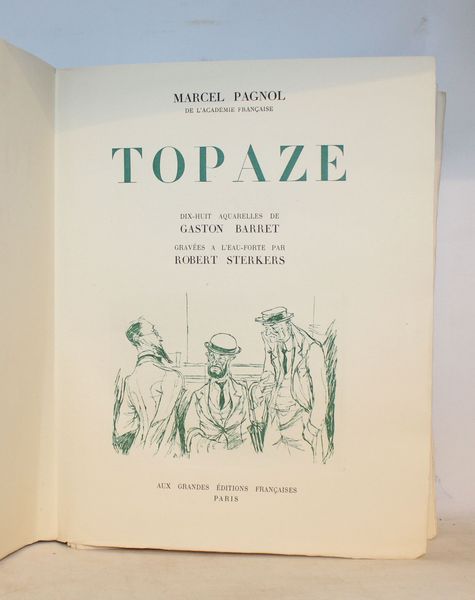 MARCEL PAGNOL
DE L'ACADÉMIE FRANÇAISE
TOPAZE
DIX-HUIT AQUARELLES DE
GASTON BARRET
GRAVÉES A L'EAU-FORTE PAR
ROBERT STERKERS
AUX GRANDES ÉDITIONS FRANÇAISES
PARIS